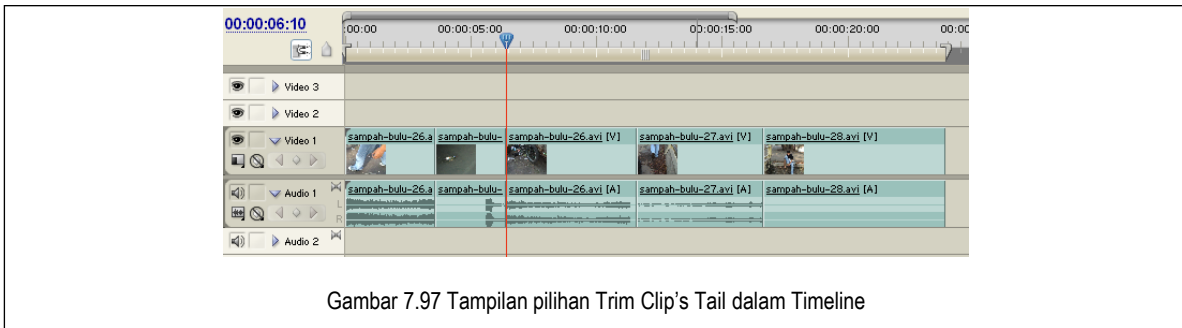 00:00:06:10
:00:00 00:00:05:00 00:00:10:00 00:00:15:00 00:00:20:00 00:00
Video 3
Video 2
Video 1
sampah-bulu-26.a sampah-bulu- sampah-bulu-26.avi [V] sampah-bulu-27.avi [V] sampah-bulu-28.avi [V]
Audio 1
L
R
sampah-bulu-26.a sampah-bulu- sampah-bulu-26.avi [A] sampah-bulu-27.avi [A] sampah-bulu-28.avi [A]
Audio 2
Gambar 7.97 Tampilan pilihan Trim Clip’s Tail dalam Timeline